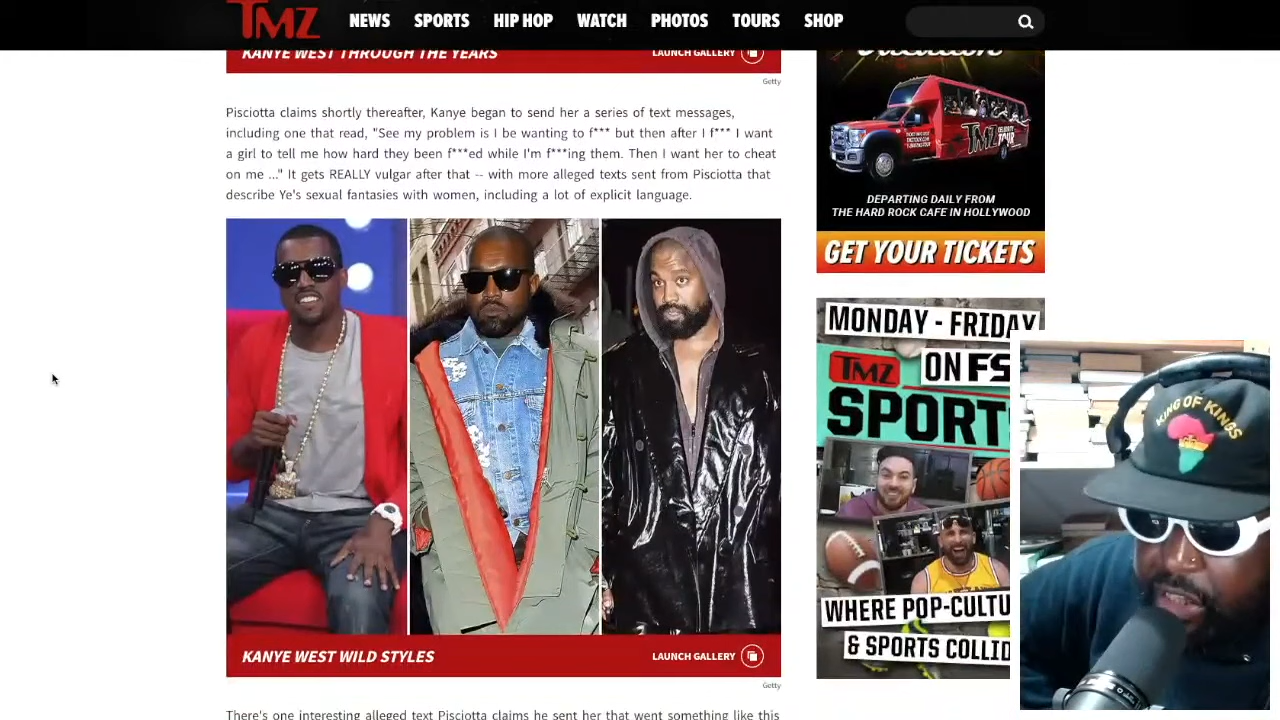 TMZ NEWS SPORTS HIP HOP WATCH PHOTOS TOURS SHOP
KANYE WEST THROUGH THE YEARS
LAUNCH GALLERY
Getty
Pisciotta claims shortly thereafter, Kanye began to send her a series of text messages,
including one that read, "See my problem is I be wanting to f*** but then after I f*** I want
a girl to tell me how hard they been f***ed while I'm f***ing them. Then I want her to cheat
on me ..." It gets REALLY vulgar after that -- with more alleged texts sent from Pisciotta that
describe Ye's sexual fantasies with women, including a lot of explicit language.
KANYE WEST WILD STYLES
LAUNCH GALLERY
Getty
There's one interesting alleged text Pisciotta claims he sent her that went something like this
TMZ
TOUR
DEPARTING DAILY FROM
THE HARD ROCK CAFE IN HOLLYWOOD
GET YOUR TICKETS
MONDAY - FRIDAY
TMZ ON FS
SPORT
WHERE POP-CULTU
& SPORTS COLLID
KING OF KINGS